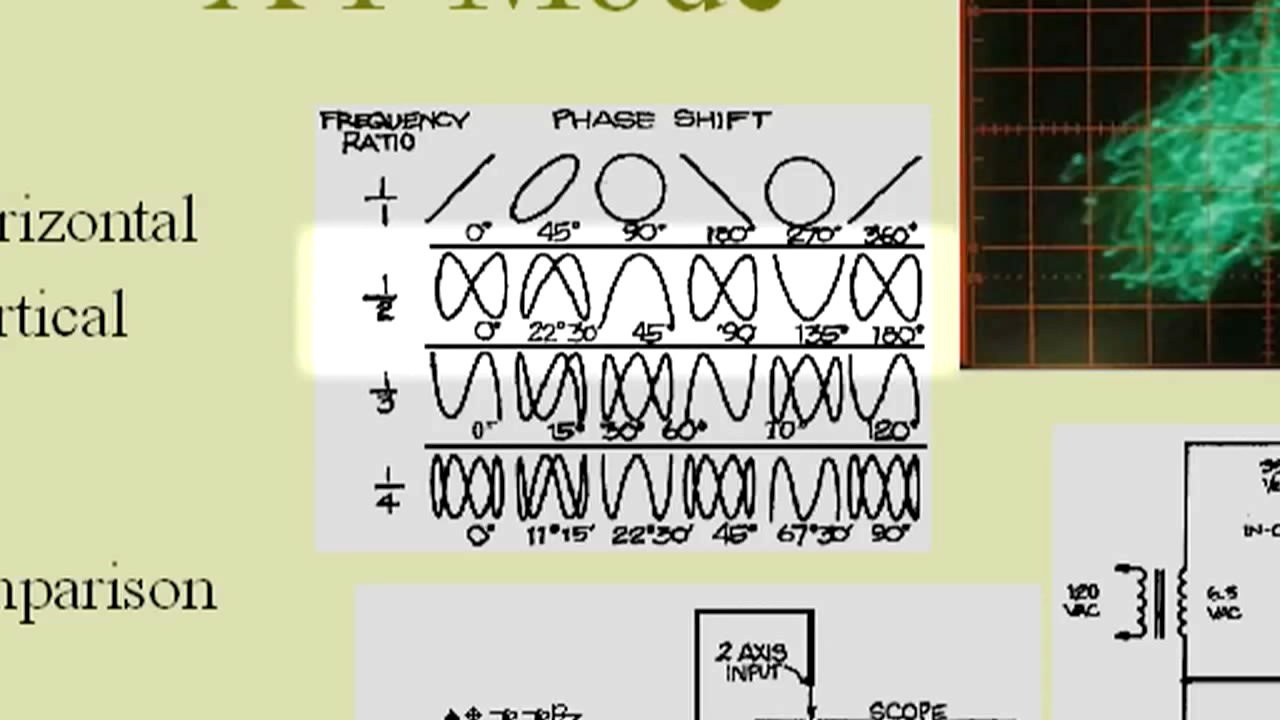 FREQUENCY RATIO
PHASE SHIFT
1/1
0° 45° 90° 180° 270° 360°
1/2
0° 22°30' 45° 90 135° 180°
1/3
0° 15° 30° 60° 70° 120°
1/4
0° 11°15' 22°30' 45° 67°30' 90°
rizontal
rtical
mparison
2 AXIS
INPUT
SCOPE
120
VAC
6.3
VAC